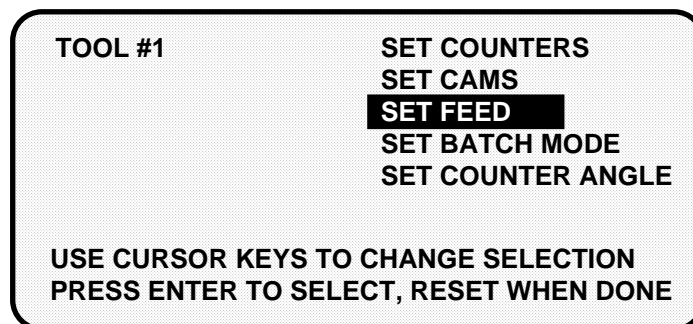 TOOL #1 SET COUNTERS
SET CAMS
SET FEED
SET BATCH MODE
SET COUNTER ANGLE
USE CURSOR KEYS TO CHANGE SELECTION
PRESS ENTER TO SELECT, RESET WHEN DONE